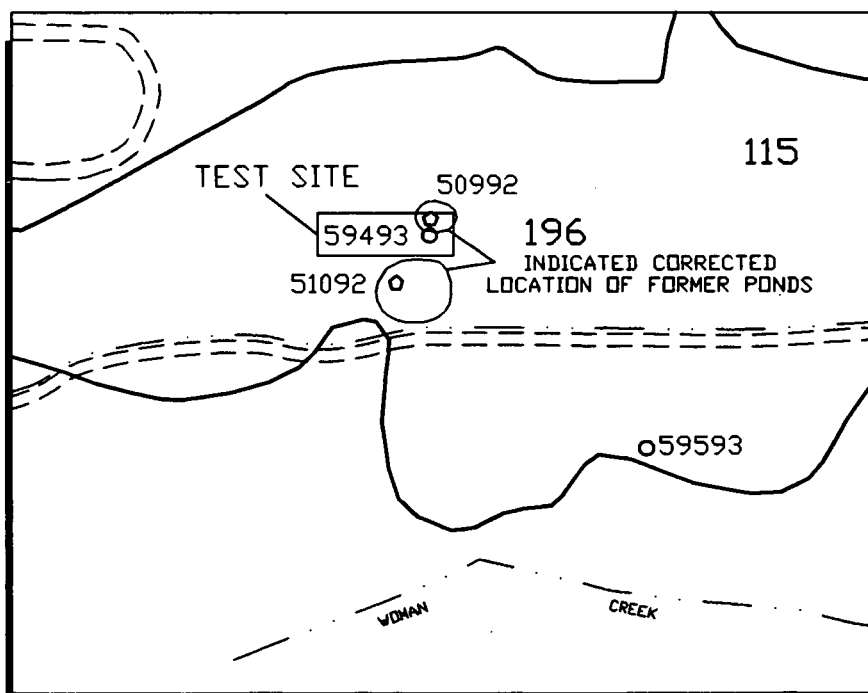 115
TEST SITE
50992
59493
196
INDICATED CORRECTED
LOCATION OF FORMER PONDS
51092
59593
WOMAN
CREEK